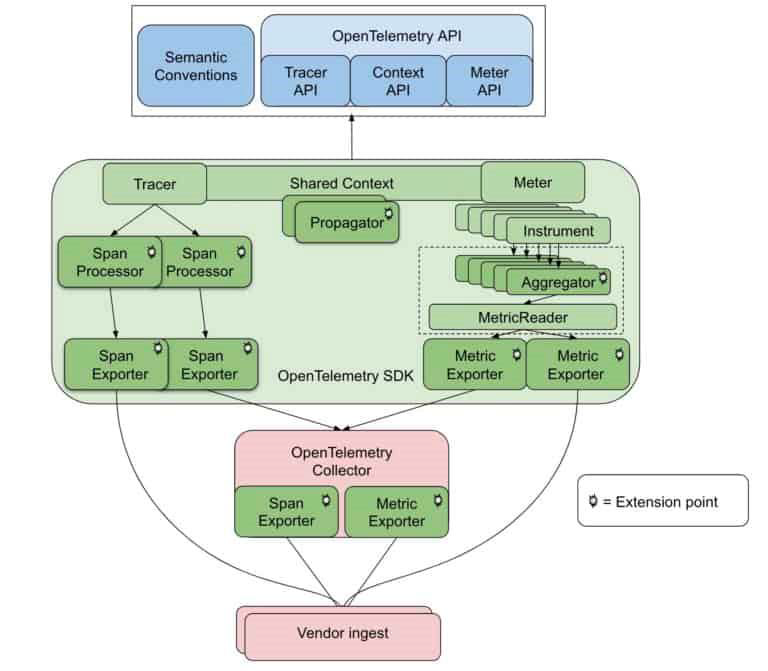 OpenTelemetry API
Semantic
Conventions
Tracer
API
Context
API
Meter
API
Tracer
Shared Context
Meter
Propagator
Instrument
Span
Processor
Span
Processor
Aggregator
MetricReader
Span
Exporter
Span
Exporter
OpenTelemetry SDK
Metric
Exporter
Metric
Exporter
OpenTelemetry
Collector
Span
Exporter
Metric
Exporter
= Extension point
Vendor ingest